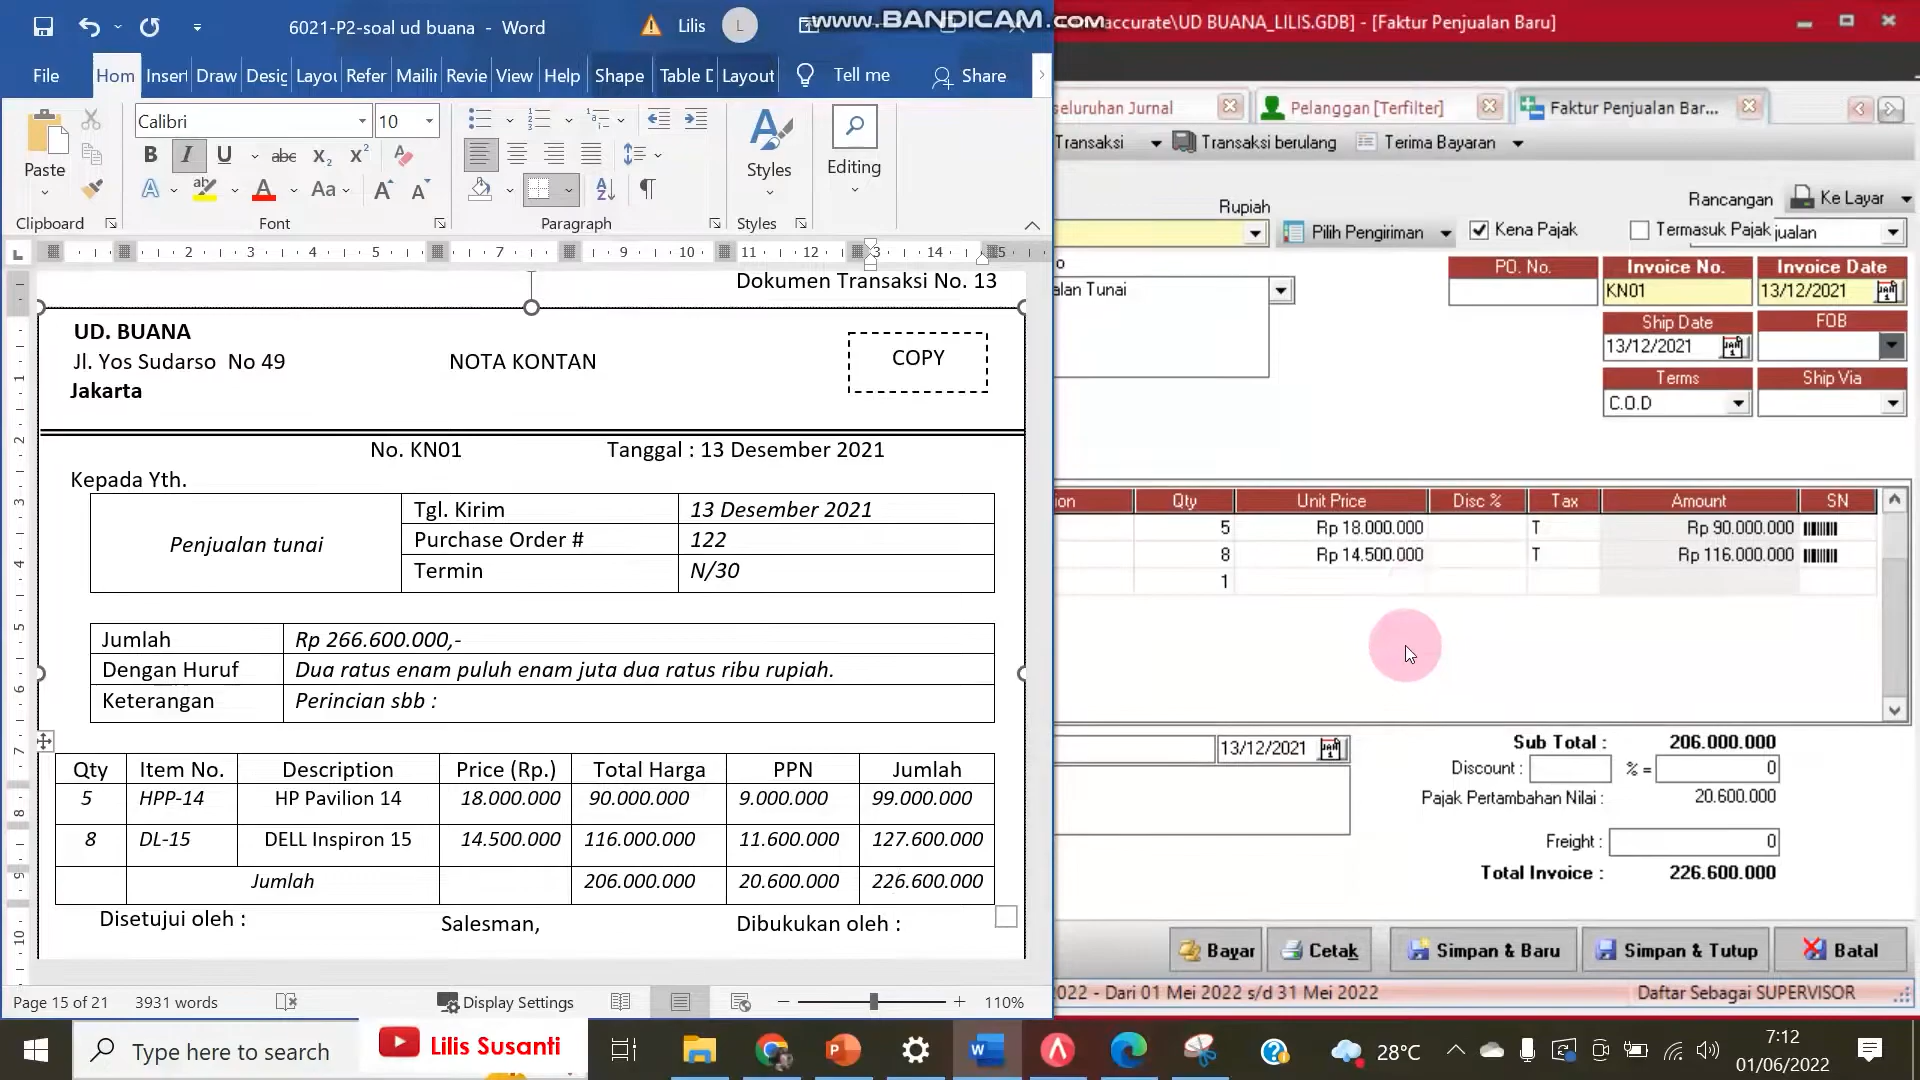 6021-P2-soal ud buana - Word
Lilis
L
www.BANDICAM.com
accurate\UD BUANA_LILIS.GDB] - [Faktur Penjualan Baru]
File
Hom
Insert
Draw
Desig
Layou
Refer
Mailin
Revie
View
Help
Shape
Table D
Layout
Tell me
Share
Paste
Calibri
10
Styles
Editing
Clipboard
Font
Paragraph
Styles
seluruhan Jurnal
Pelanggan [Terfilter]
Faktur Penjualan Bar...
Transaksi
Transaksi berulang
Terima Bayaran
Rancangan
Ke Layar
Rupiah
Pilih Pengiriman
Kena Pajak
Termasuk Pajak
jualan
Dokumen Transaksi No. 13
UD. BUANA
Jl. Yos Sudarso No 49
NOTA KONTAN
COPY
Jakarta
No. KN01
Tanggal : 13 Desember 2021
Kepada Yth.
Penjualan tunai
Tgl. Kirim
13 Desember 2021
Purchase Order #
122
Termin
N/30
Jumlah
Rp 266.600.000,-
Dengan Huruf
Dua ratus enam puluh enam juta dua ratus ribu rupiah.
Keterangan
Perincian sbb :
Qty Item No. Description Price (Rp.) Total Harga PPN Jumlah
5 HPP-14 HP Pavilion 14 18.000.000 90.000.000 9.000.000 99.000.000
8 DL-15 DELL Inspiron 15 14.500.000 116.000.000 11.600.000 127.600.000
Jumlah 206.000.000 20.600.000 226.600.000
Disetujui oleh :
Salesman,
Dibukukan oleh :
o
alan Tunai
PO. No.
Invoice No.
Invoice Date
KN01
13/12/2021
Ship Date
FOB
13/12/2021
Terms
Ship Via
C.O.D
ion Qty Unit Price Disc % Tax Amount SN
5 Rp 18.000.000 T Rp 90.000.000
8 Rp 14.500.000 T Rp 116.000.000
1
13/12/2021
Sub Total : 206.000.000
Discount : % = 0
Pajak Pertambahan Nilai : 20.600.000
Freight : 0
Total Invoice : 226.600.000
Bayar
Cetak
Simpan & Baru
Simpan & Tutup
Batal
2022 - Dari 01 Mei 2022 s/d 31 Mei 2022
Daftar Sebagai SUPERVISOR
Page 15 of 21
3931 words
Display Settings
110%
Type here to search
Lilis Susanti
28°C
7:12
01/06/2022